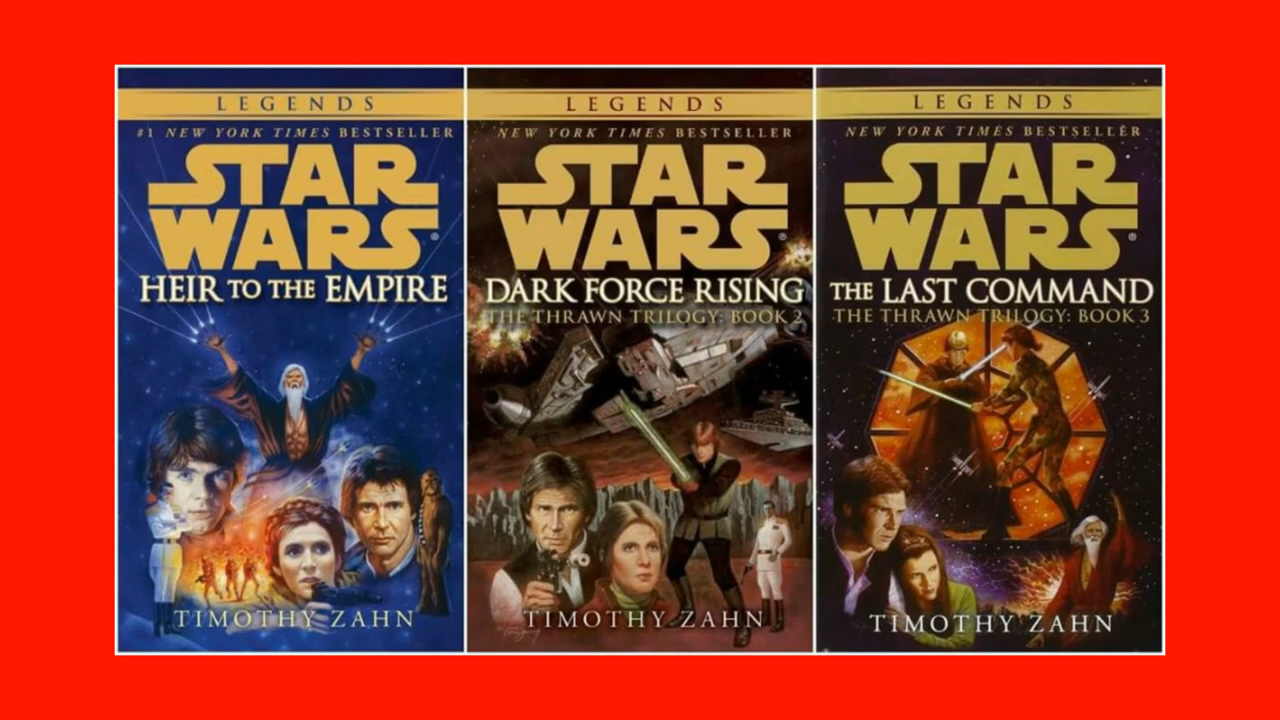 LEGENDS
#1 NEW YORK TIMES BESTSELLER
STAR
WARS®
HEIR TO THE EMPIRE
TIMOTHY ZAHN
LEGENDS
NEW YORK TIMES BESTSELLER
STAR
WARS®
DARK FORCE RISING
THE THRAWN TRILOGY: BOOK 2
TIMOTHY ZAHN
LEGENDS
NEW YORK TIMES BESTSELLER
STAR
WARS®
THE LAST COMMAND
THE THRAWN TRILOGY: BOOK 3
TIMOTHY ZAHN